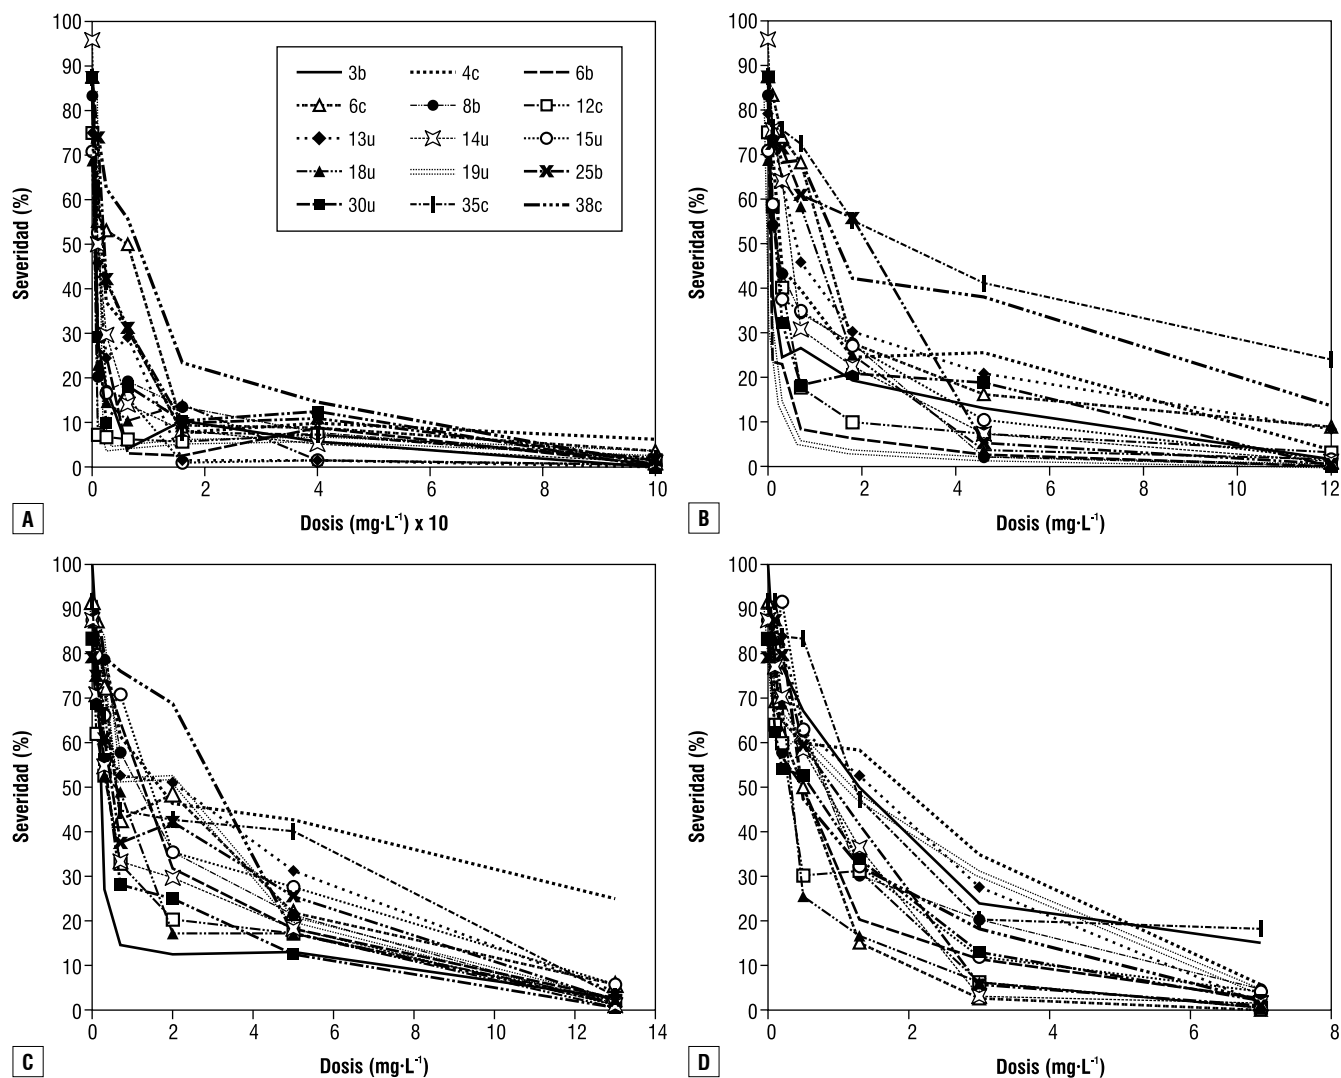 100
90
80
70
60
50
40
30
20
10
0
Severidad (%)
3b 4c 6b
6c 8b 12c
13u 14u 15u
18u 19u 25b
30u 35c 38c
0 2 4 6 8 10
Dosis (mg·L⁻¹) x 10
A
100
90
80
70
60
50
40
30
20
10
0
Severidad (%)
0 2 4 6 8 10 12
Dosis (mg·L⁻¹)
B
100
90
80
70
60
50
40
30
20
10
0
Severidad (%)
0 2 4 6 8 10 12 14
Dosis (mg·L⁻¹)
C
100
90
80
70
60
50
40
30
20
10
0
Severidad (%)
0 2 4 6 8
Dosis (mg·L⁻¹)
D